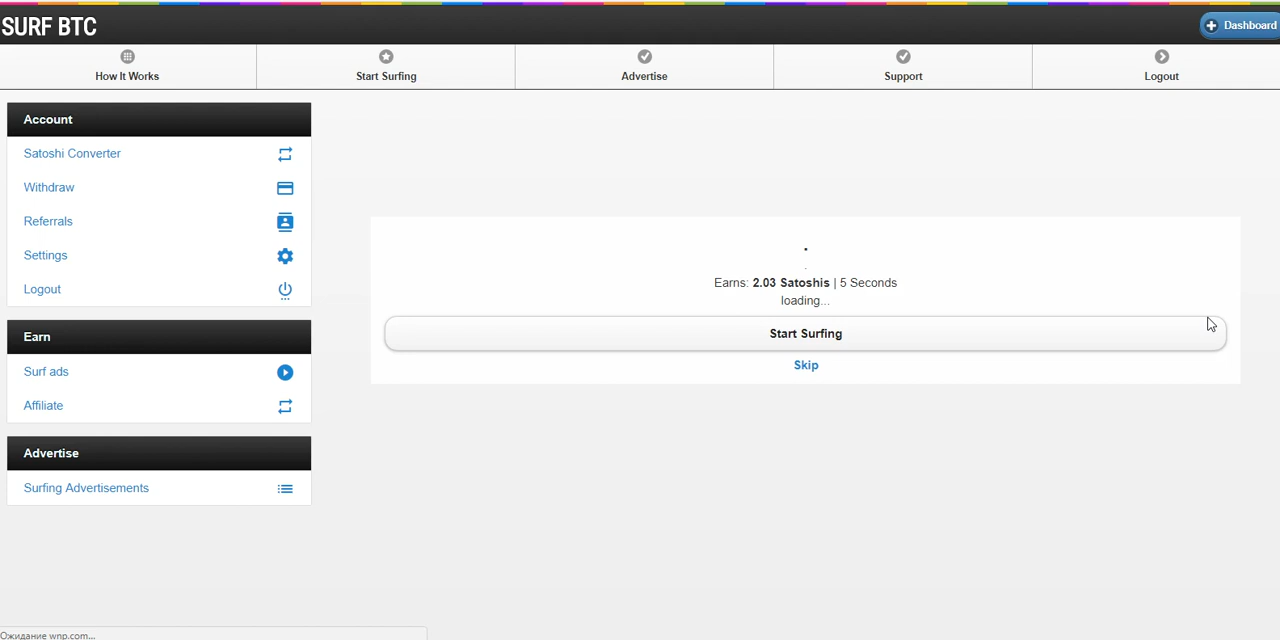 SURF BTC
Dashboard
How It Works
Start Surfing
Advertise
Support
Logout
Account
Satoshi Converter
Withdraw
Referrals
Settings
Logout
Earn
Surf ads
Affiliate
Advertise
Surfing Advertisements
.
.
Earns: 2.03 Satoshis | 5 Seconds
loading...
Start Surfing
Skip
Ожидание wnp.com...